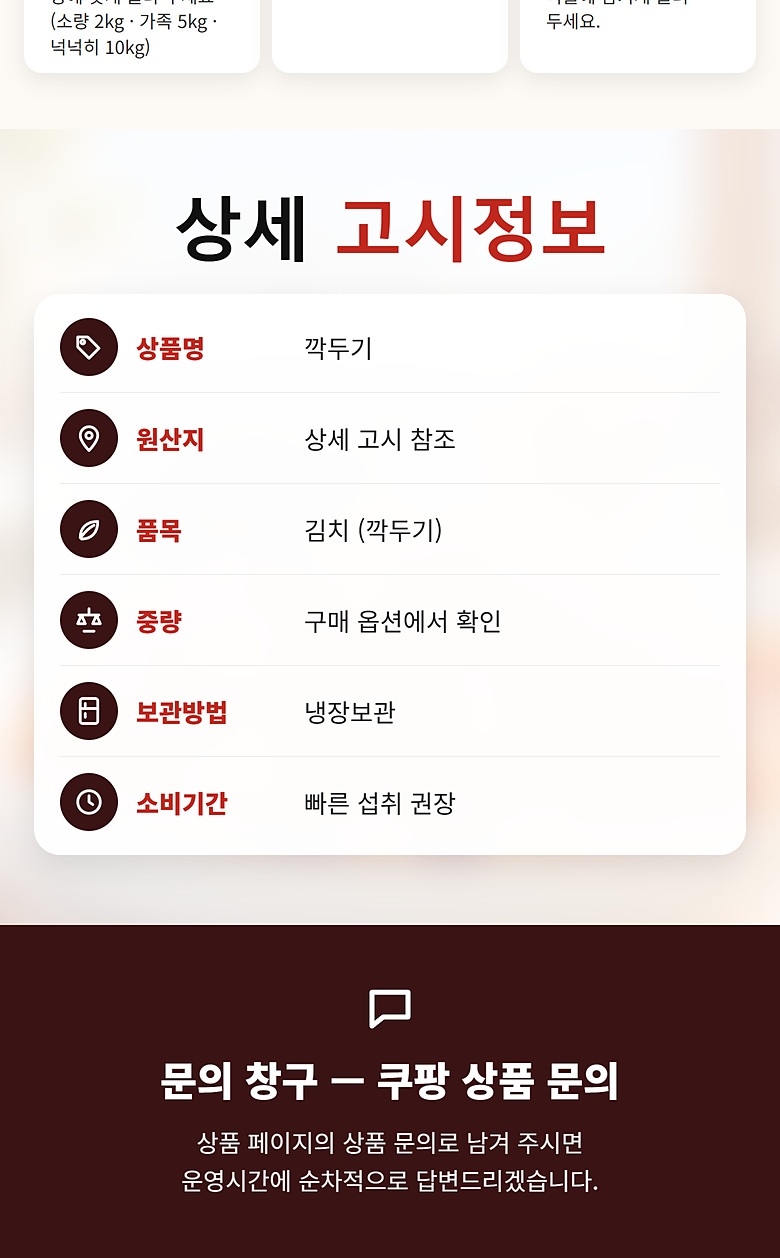 (소량 2kg · 가족 5kg ·
넉넉히 10kg)
두세요.
상세 고시정보
상품명 깍두기
원산지 상세 고시 참조
품목 김치 (깍두기)
중량 구매 옵션에서 확인
보관방법 냉장보관
소비기간 빠른 섭취 권장
문의 창구 — 쿠팡 상품 문의
상품 페이지의 상품 문의로 남겨 주시면
운영시간에 순차적으로 답변드리겠습니다.